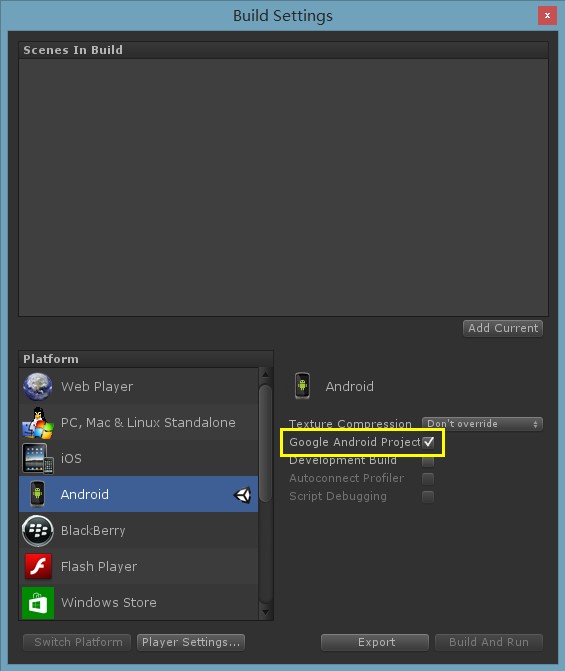 Build Settings
x
Scenes In Build
Add Current
Platform
Web Player
PC, Mac & Linux Standalone
iOS
Android
BlackBerry
Flash Player
Windows Store
Android
Texture Compression Don't override
Google Android Project
Development Build
Autoconnect Profiler
Script Debugging
Switch Platform Player Settings... Export Build And Run